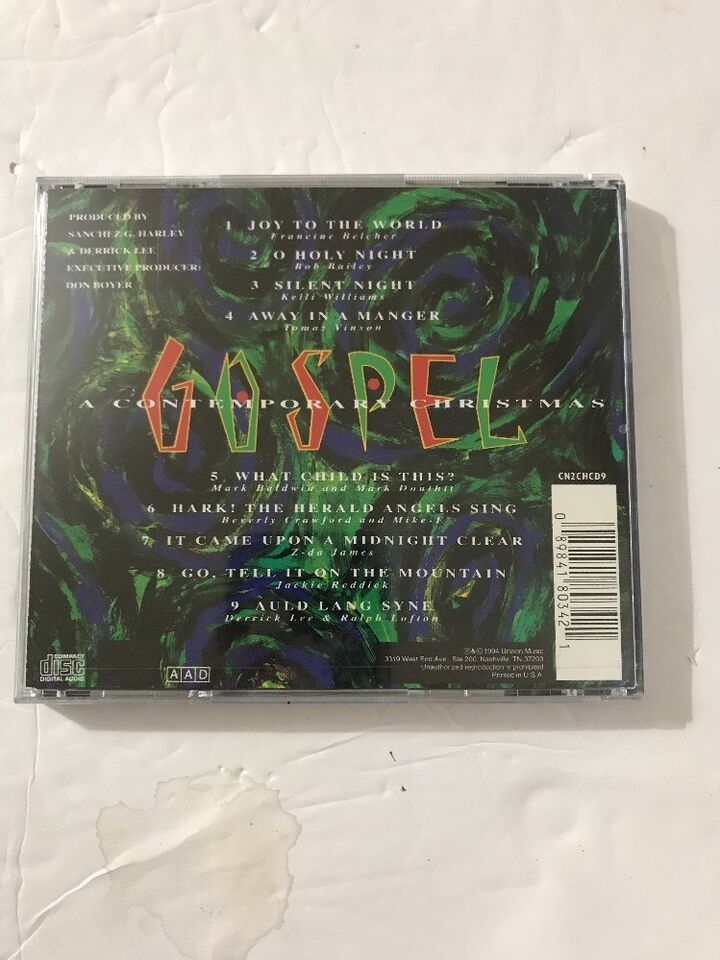 PRODUCED BY
SANCHEZ G. HARLEY
& DERRICK LEE
EXECUTIVE PRODUCER:
DON BOYER
1 JOY TO THE WORLD
Francine Belcher
2 O HOLY NIGHT
Bob Bailey
3 SILENT NIGHT
Kelli Williams
4 AWAY IN A MANGER
Tomaz Vinson
GOSPEL
A CONTEMPORARY CHRISTMAS
5 WHAT CHILD IS THIS?
Mark Baldwin and Mark Douthit
6 HARK! THE HERALD ANGELS SING
Beverly Crawford and Mike-E
7 IT CAME UPON A MIDNIGHT CLEAR
Z-da James
8 GO, TELL IT ON THE MOUNTAIN
Jackie Reddick
9 AULD LANG SYNE
Derrick Lee & Ralph Lofton
CN2CHCD9
0 89841 80342 1
COMPACT
disc
DIGITAL AUDIO
AAD
℗&© 1994 Unison Music
3319 West End Ave., Ste 200, Nashville, TN 37203
Unauthorized reproduction is prohibited
Printed in U.S.A.